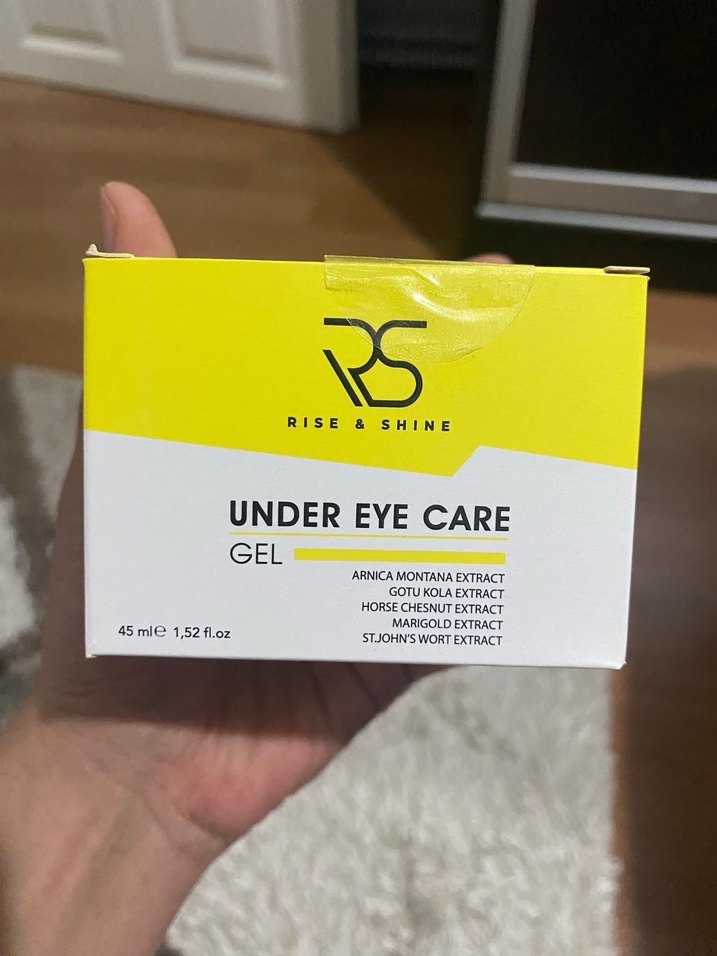 RS
RISE & SHINE
UNDER EYE CARE
GEL
ARNICA MONTANA EXTRACT
GOTU KOLA EXTRACT
HORSE CHESNUT EXTRACT
MARIGOLD EXTRACT
ST.JOHN'S WORT EXTRACT
45 ml℮ 1,52 fl.oz